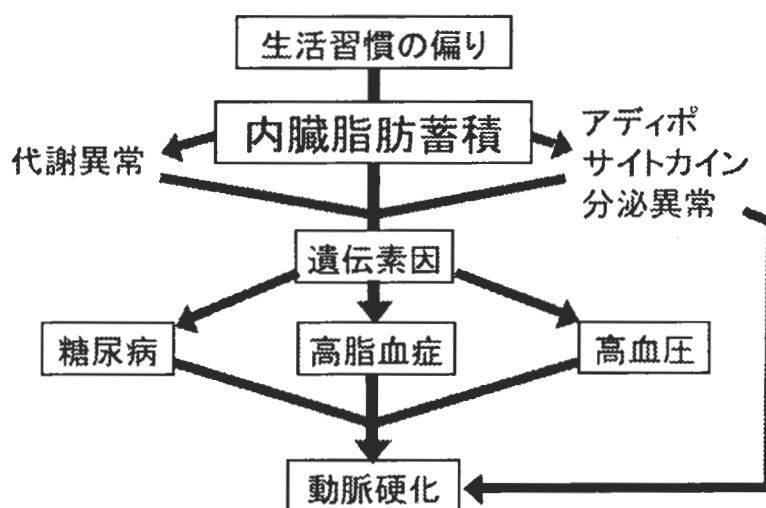 生活習慣の偏り
内臓脂肪蓄積
代謝異常
アディポ
サイトカイン
分泌異常
遺伝素因
糖尿病
高脂血症
高血圧
動脈硬化